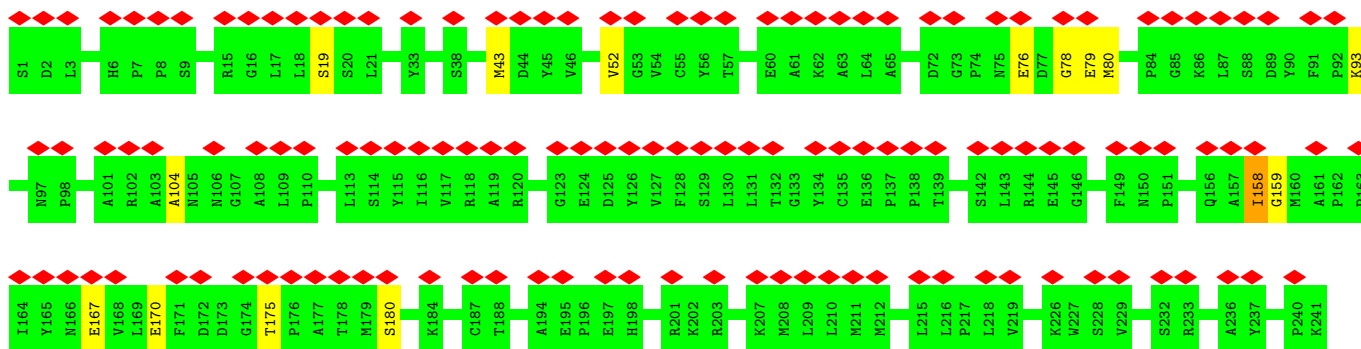 S1 D2 L3 H6 P7 P8 S9 R15 G16 L17 L18 S19 S20 L21 Y33 S38 M43 D44 Y45 V46 V52 G53 V54 C55 Y56 T57 E60 A61 K62 A63 L64 A65 D72 G73 P74 N75 E76 D77 G78 E79 M80 P84 G85 K86 L87 S88 D89 Y90 F91 P92 K93
N97 P98 A101 R102 A103 A104 N105 N106 G107 A108 L109 P110 L113 S114 Y115 I116 V117 R118 A119 R120 G123 E124 D125 Y126 V127 F128 S129 L130 L131 T132 G133 Y134 C135 E136 P137 P138 T139 S142 L143 R144 E145 G146 F149 N150 P151 Q156 A157 I158 G159 M160 A161 P162
I164 Y165 N166 E167 V168 L169 E170 F171 D172 D173 G174 T175 P176 A177 T178 M179 S180 K184 C187 T188 A194 E195 P196 E197 H198 R201 K202 R203 K207 M208 L209 L210 M211 M212 L215 L216 P217 L218 V219 K226 W227 S228 V229 S232 R233 A236 Y237 P240 K241